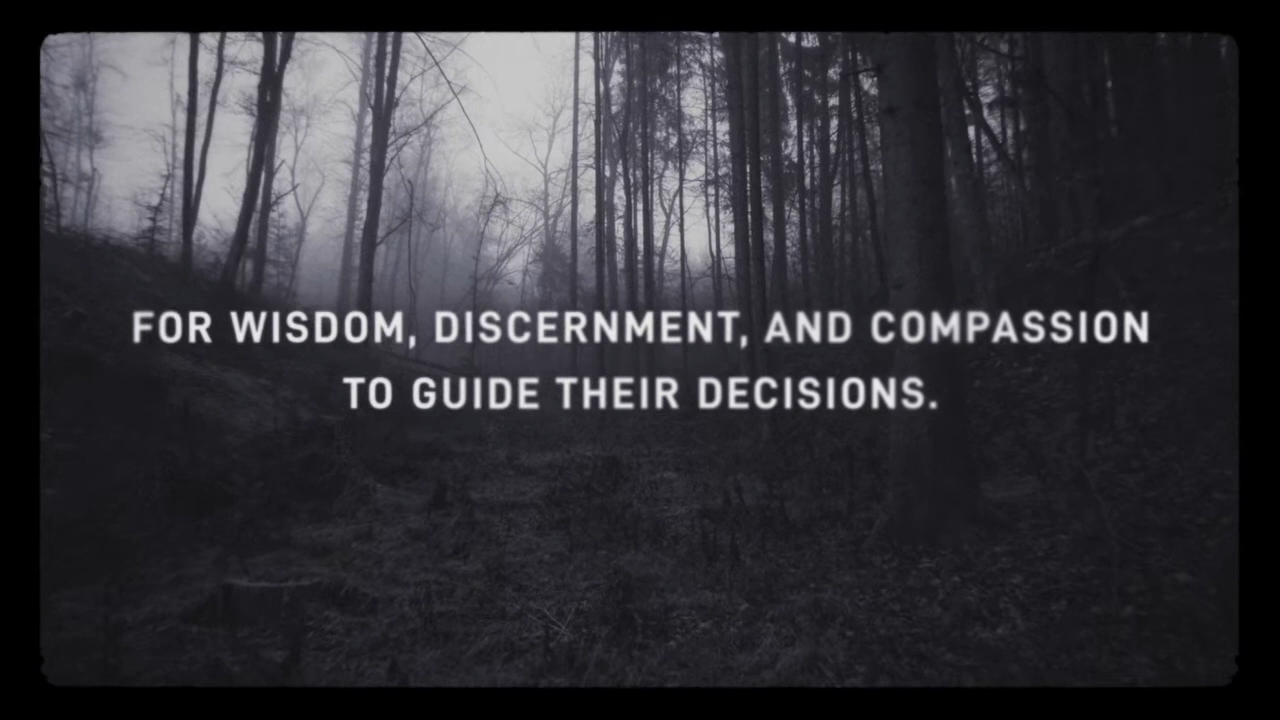 FOR WISDOM, DISCERNMENT, AND COMPASSION
TO GUIDE THEIR DECISIONS.